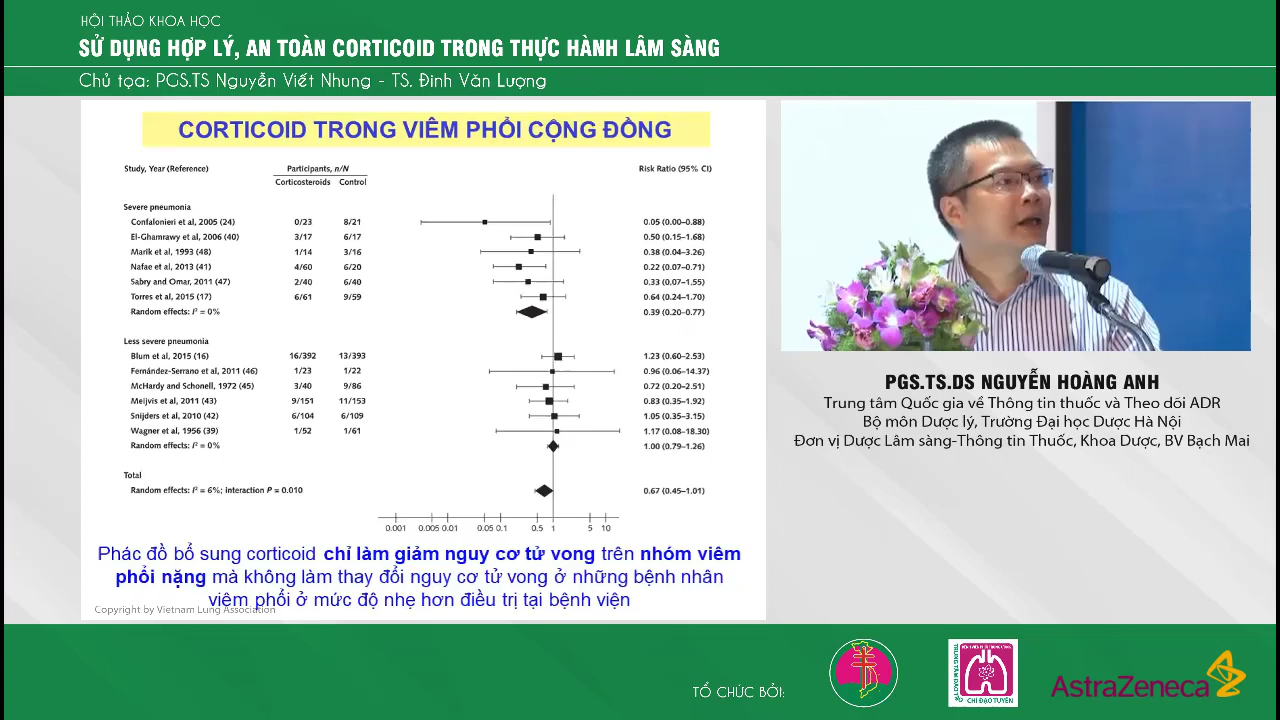 HỘI THẢO KHOA HỌC
SỬ DỤNG HỢP LÝ, AN TOÀN CORTICOID TRONG THỰC HÀNH LÂM SÀNG
Chủ tọa: PGS.TS Nguyễn Viết Nhung - TS. Đinh Văn Lượng
CORTICOID TRONG VIÊM PHỔI CỘNG ĐỒNG
Study, Year (Reference) Participants, n/N Risk Ratio (95% CI)
Corticosteroids Control
Severe pneumonia
Confalonieri et al, 2005 (24) 0/23 8/21 0.05 (0.00–0.88)
El-Ghamrawy et al, 2006 (40) 3/17 6/17 0.50 (0.15–1.68)
Marik et al, 1993 (48) 1/14 3/16 0.38 (0.04–3.26)
Nafae et al, 2013 (41) 4/60 6/20 0.22 (0.07–0.71)
Sabry and Omar, 2011 (47) 2/40 6/40 0.33 (0.07–1.55)
Torres et al, 2015 (17) 6/61 9/59 0.64 (0.24–1.70)
Random effects: I² = 0% 0.39 (0.20–0.77)
Less severe pneumonia
Blum et al, 2015 (16) 16/392 13/393 1.23 (0.60–2.53)
Fernández-Serrano et al, 2011 (46) 1/23 1/22 0.96 (0.06–14.37)
McHardy and Schonell, 1972 (45) 3/40 9/86 0.72 (0.20–2.51)
Meijvis et al, 2011 (43) 9/151 11/153 0.83 (0.35–1.92)
Snijders et al, 2010 (42) 6/104 6/109 1.05 (0.35–3.15)
Wagner et al, 1956 (39) 1/52 1/61 1.17 (0.08–18.30)
Random effects: I² = 0% 1.00 (0.79–1.26)
Total
Random effects: I² = 6%; interaction P = 0.010 0.67 (0.45–1.01)
0.001 0.005 0.01 0.05 0.1 0.5 1 5 10
Phác đồ bổ sung corticoid chỉ làm giảm nguy cơ tử vong trên nhóm viêm
phổi nặng mà không làm thay đổi nguy cơ tử vong ở những bệnh nhân
viêm phổi ở mức độ nhẹ hơn điều trị tại bệnh viện
Copyright by Vietnam Lung Association
PGS.TS.DS NGUYỄN HOÀNG ANH
Trung tâm Quốc gia về Thông tin thuốc và Theo dõi ADR
Bộ môn Dược lý, Trường Đại học Dược Hà Nội
Đơn vị Dược Lâm sàng-Thông tin Thuốc, Khoa Dược, BV Bạch Mai
TỔ CHỨC BỞI:
BỆNH VIỆN PHỔI TRUNG ƯƠNG
TRUNG TÂM ĐÀO TẠO
CHỈ ĐẠO TUYẾN
AstraZeneca